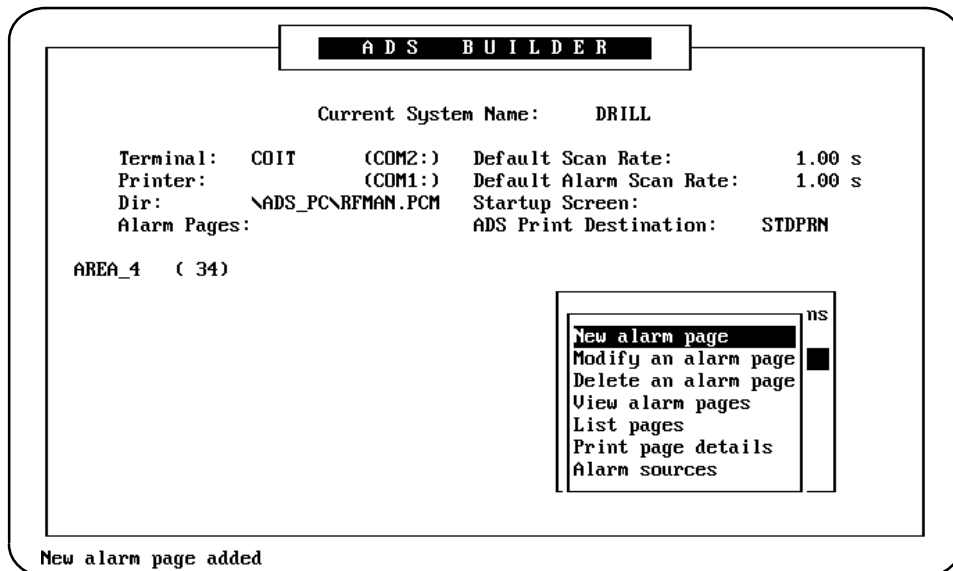 ADS BUILDER
Current System Name: DRILL
Terminal: COIT (COM2:) Default Scan Rate: 1.00 s
Printer: (COM1:) Default Alarm Scan Rate: 1.00 s
Dir: \ADS_PC\RFMAN.PCM Startup Screen:
Alarm Pages: ADS Print Destination: STDPRN
AREA_4 ( 34)
ns
New alarm page
Modify an alarm page
Delete an alarm page
View alarm pages
List pages
Print page details
Alarm sources
New alarm page added